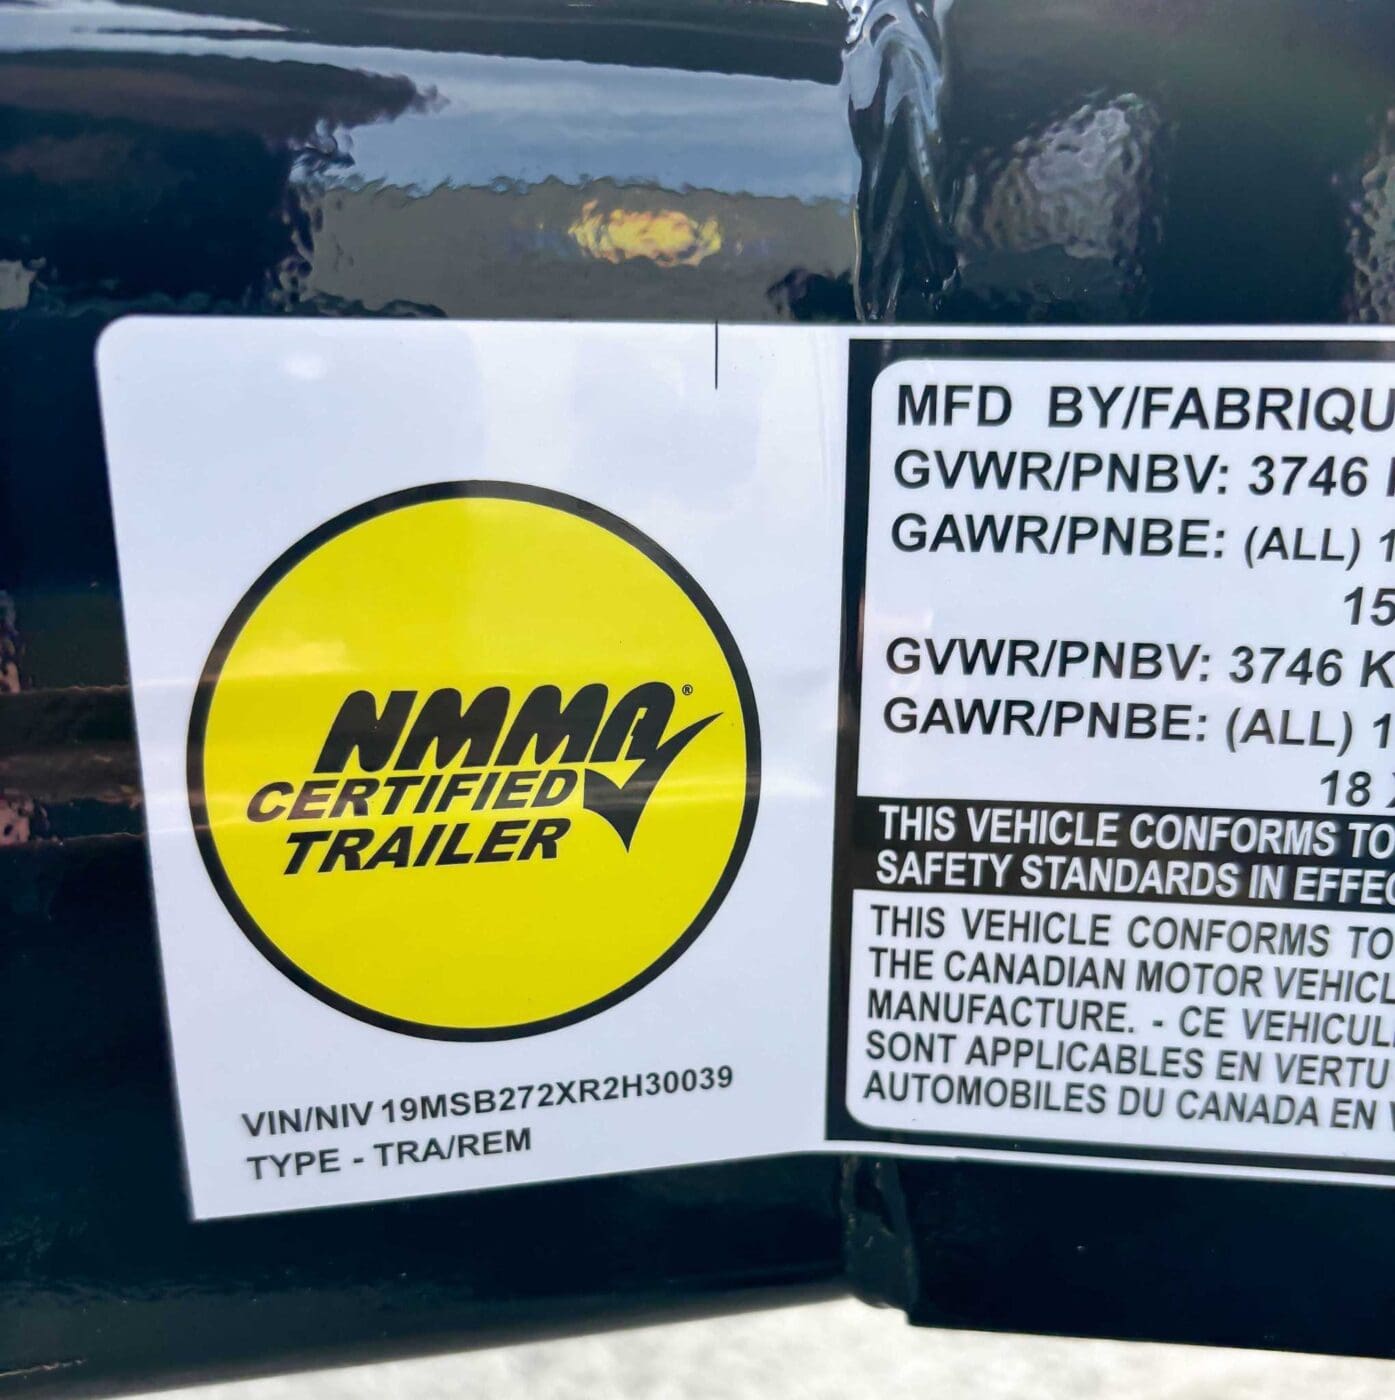 NMMA®
CERTIFIED
TRAILER
VIN/NIV 19MSB272XR2H30039
TYPE - TRA/REM
MFD BY/FABRIQU
GVWR/PNBV: 3746
GAWR/PNBE: (ALL) 1
15
GVWR/PNBV: 3746 K
GAWR/PNBE: (ALL) 1
18
THIS VEHICLE CONFORMS TO
SAFETY STANDARDS IN EFFEC
THIS VEHICLE CONFORMS TO
THE CANADIAN MOTOR VEHICL
MANUFACTURE. - CE VEHICUL
SONT APPLICABLES EN VERTU
AUTOMOBILES DU CANADA EN